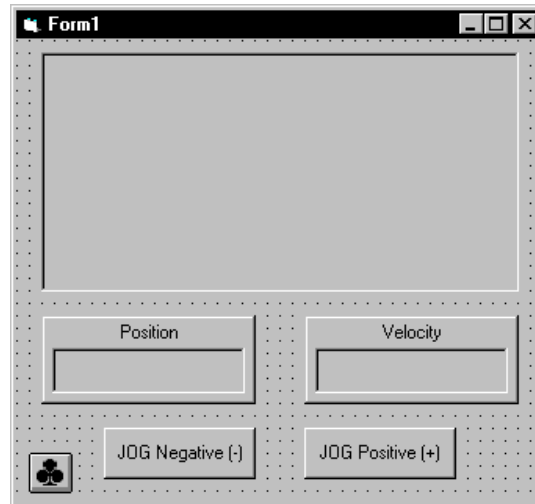 Form1
Position
Velocity
JOG Negative (-)
JOG Positive (+)